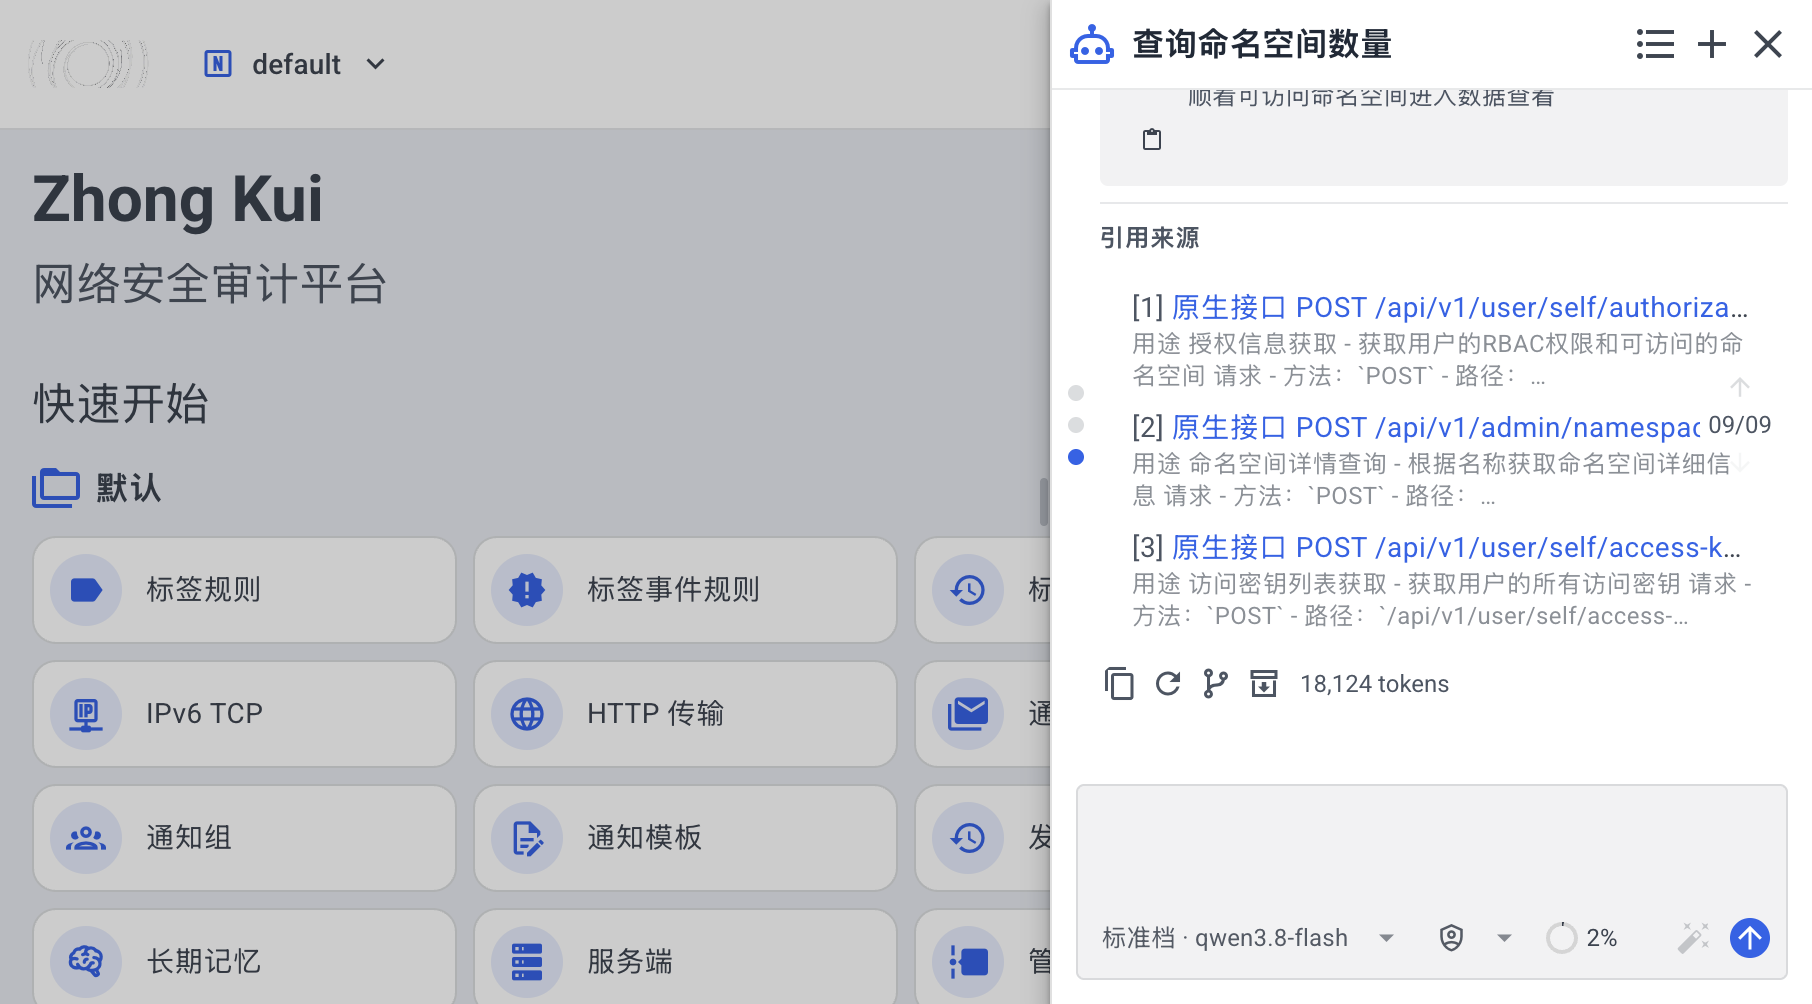 default
Zhong Kui
网络安全审计平台
快速开始
默认
标签规则
标签事件规则
标
IPv6 TCP
HTTP 传输
通
通知组
通知模板
发
长期记忆
服务端
管
查询命名空间数量
顺着可访问命名空间进入数据查看
引用来源
[1] 原生接口 POST /api/v1/user/self/authoriza...
用途 授权信息获取 - 获取用户的RBAC权限和可访问的命
名空间 请求 - 方法：`POST` - 路径：...
[2] 原生接口 POST /api/v1/admin/namespac
09/09
用途 命名空间详情查询 - 根据名称获取命名空间详细信
息 请求 - 方法：`POST` - 路径：...
[3] 原生接口 POST /api/v1/user/self/access-k...
用途 访问密钥列表获取 - 获取用户的所有访问密钥 请求 -
方法：`POST` - 路径：`/api/v1/user/self/access-...
18,124 tokens
标准档 · qwen3.8-flash
2%